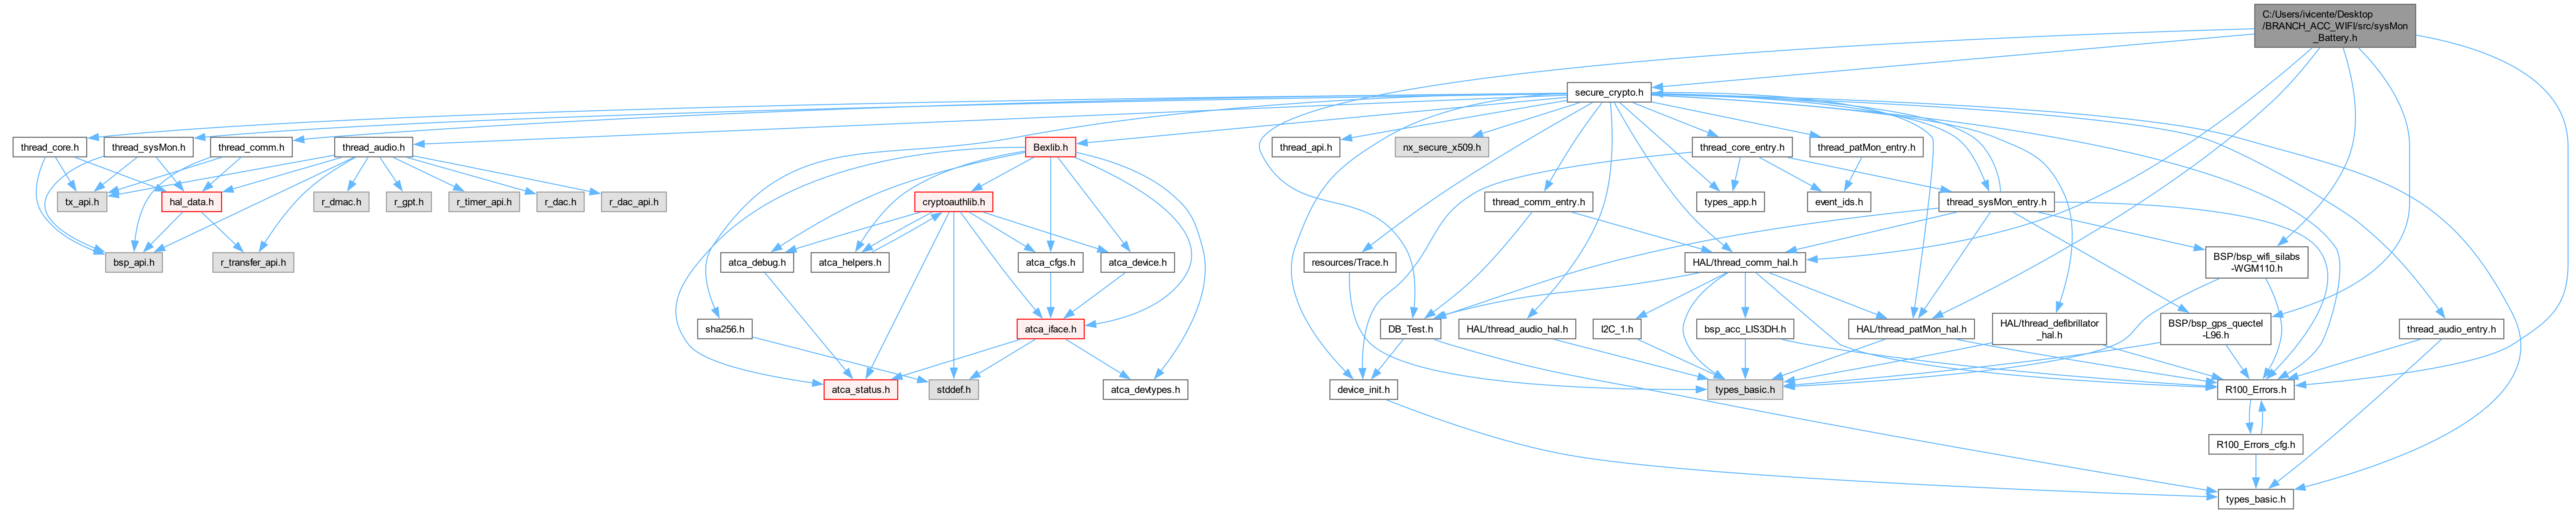 C:/Users/ivicente/Desktop
/BRANCH_ACC_WIFI/src/sysMon
_Battery.h
secure_crypto.h
thread_core.h
thread_sysMon.h
thread_comm.h
thread_audio.h
Bexlib.h
thread_api.h
nx_secure_x509.h
thread_core_entry.h
thread_patMon_entry.h
tx_api.h
hal_data.h
r_dmac.h
r_gpt.h
r_timer_api.h
r_dac.h
r_dac_api.h
cryptoauthlib.h
thread_comm_entry.h
types_app.h
event_ids.h
thread_sysMon_entry.h
bsp_api.h
r_transfer_api.h
atca_debug.h
atca_helpers.h
atca_cfgs.h
atca_device.h
resources/Trace.h
HAL/thread_comm_hal.h
BSP/bsp_wifi_silabs
-WGM110.h
sha256.h
atca_iface.h
DB_Test.h
HAL/thread_audio_hal.h
I2C_1.h
bsp_acc_LIS3DH.h
HAL/thread_patMon_hal.h
HAL/thread_defibrillator
_hal.h
BSP/bsp_gps_quectel
-L96.h
thread_audio_entry.h
atca_status.h
stddef.h
atca_devtypes.h
device_init.h
types_basic.h
R100_Errors.h
R100_Errors_cfg.h
types_basic.h